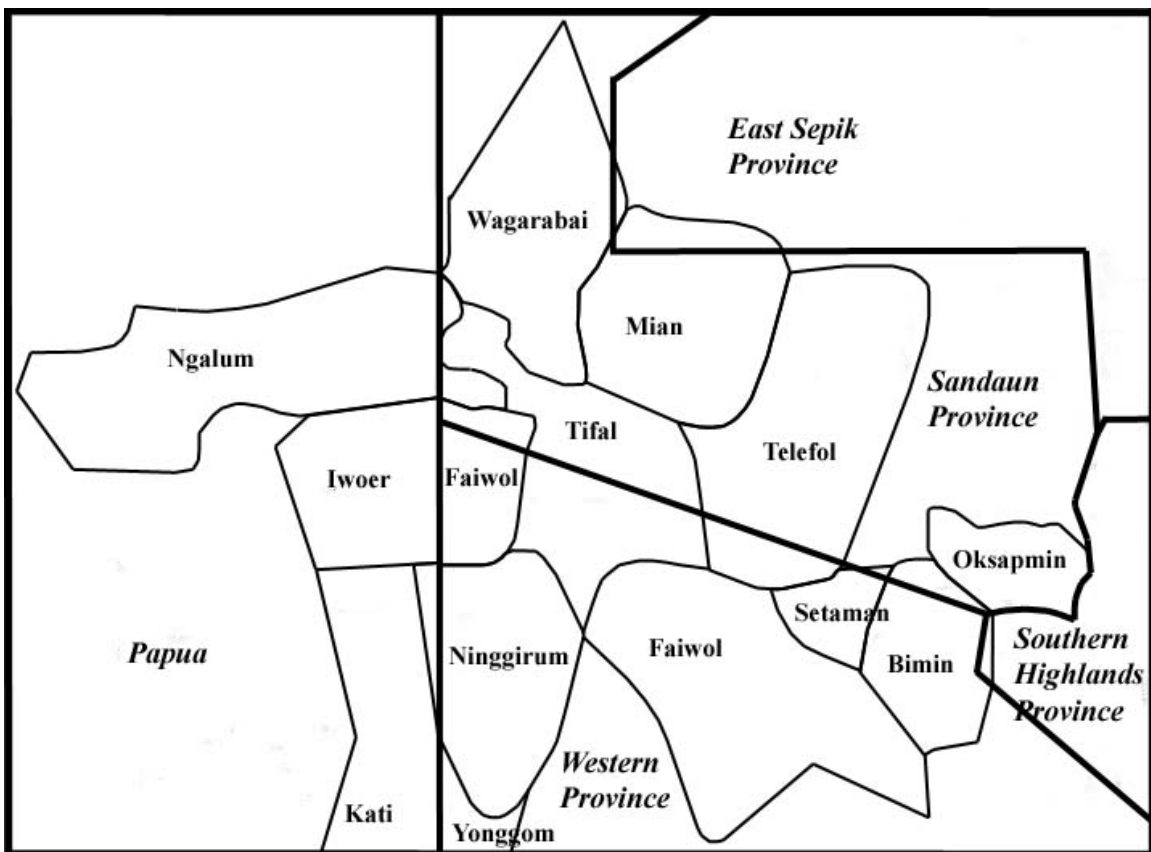 East Sepik
Province
Wagarabai
Mian
Ngalum
Sandaun
Province
Tifal
Telefol
Iwoer
Faiwol
Oksapmin
Setaman
Papua
Ninggirum
Faiwol
Bimin
Southern
Highlands
Province
Western
Province
Kati
Yonggom